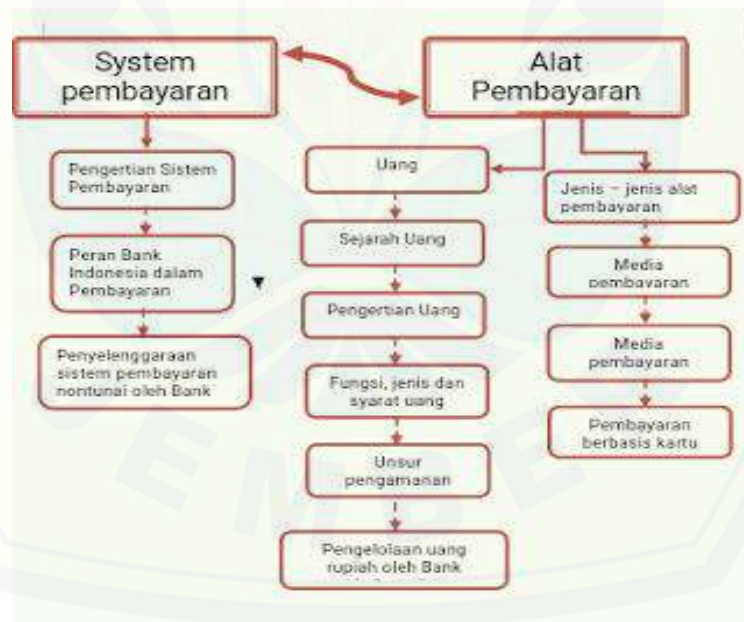 System
pembayaran
Alat
Pembayaran
Pengertian Sistem
Pembayaran
Peran Bank
Indonesia dalam
Pembayaran
Penyelenggaraan
sistem pembayaran
nontunai oleh Bank
Uang
Sejarah Uang
Pengertian Uang
Fungsi, jenis dan
syarat uang
Unsur
pengamanan
Pengelolaan uang
rupiah oleh Bank
Jenis – jenis alat
pembayaran
Media
pembayaran
Media
pembayaran
Pembayaran
berbasis kartu
EMBE